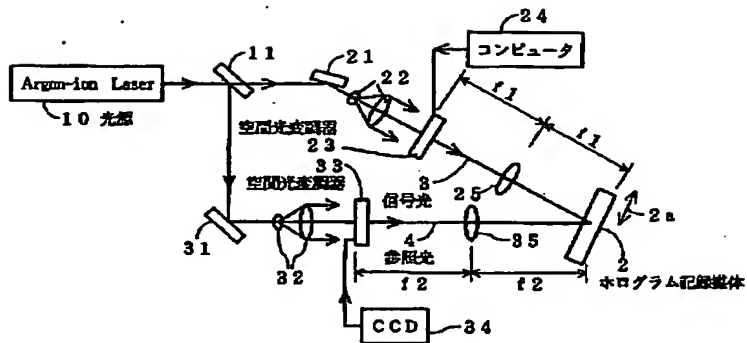 24
コンピュータ
11
21
22
Argon-ion Laser
10 光源
f1
f1
空間光変調器
23
空間光変調器
33
3
25
2a
信号光
2
31
32
4
35
参照光
ホログラム記録媒体
f2
f2
CCD
34